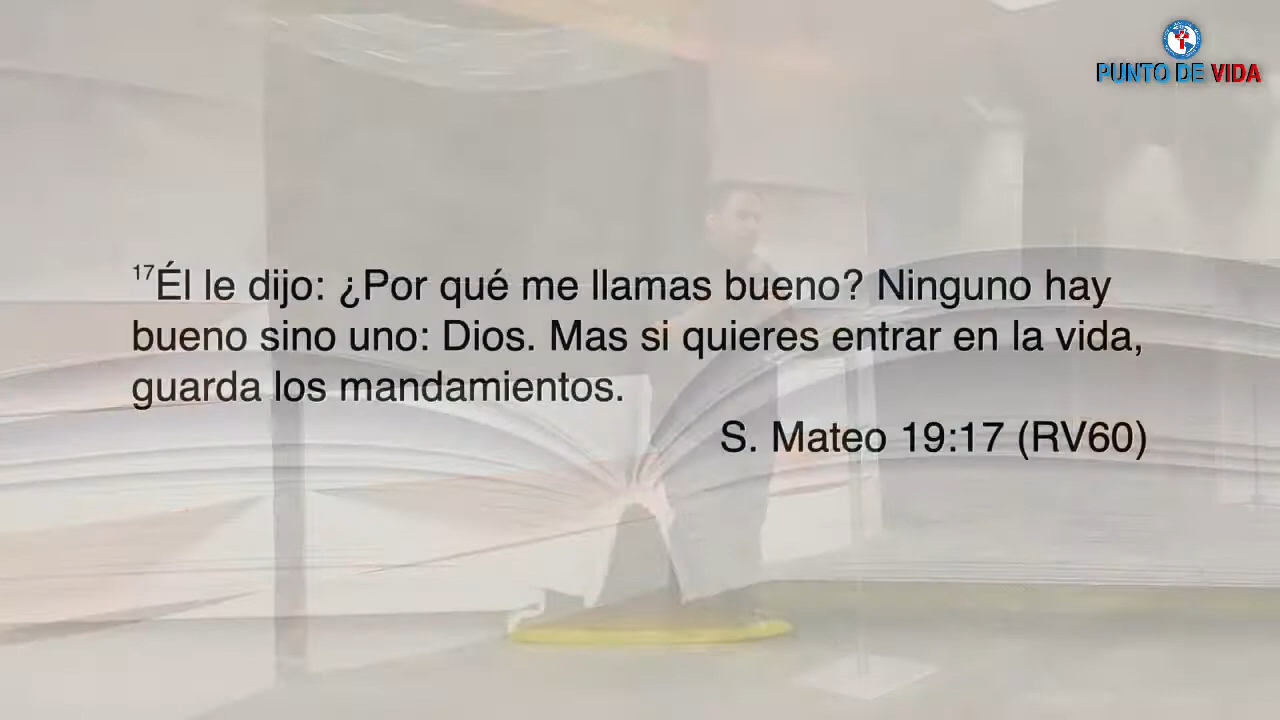 PUNTO DE VIDA
17Él le dijo: ¿Por qué me llamas bueno? Ninguno hay
bueno sino uno: Dios. Mas si quieres entrar en la vida,
guarda los mandamientos.
S. Mateo 19:17 (RV60)